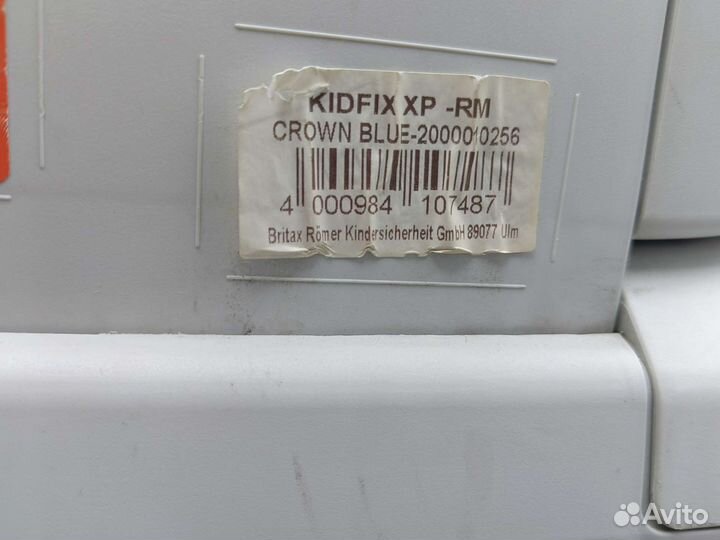 KIDFIX XP -RM
CROWN BLUE-2000010256
4 000984 107487
Britax Römer Kindersicherheit GmbH 89077 Ulm
Avito